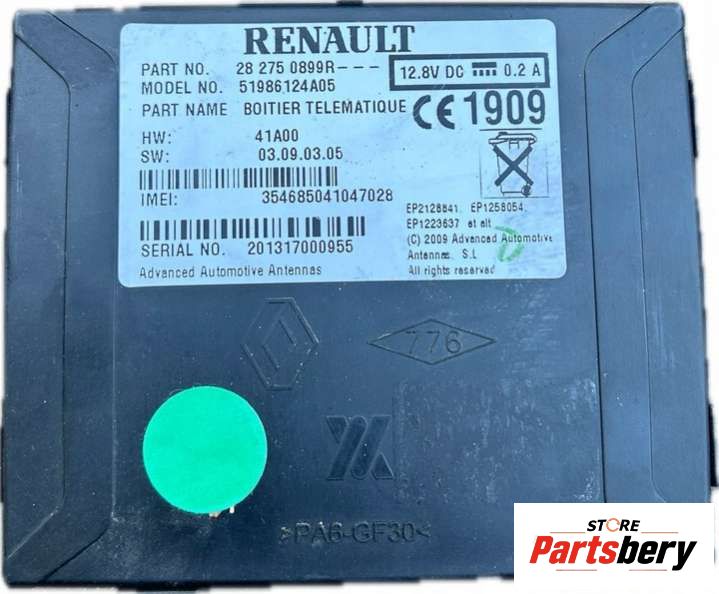 RENAULT
PART NO. 28 275 0899R---
MODEL NO. 51986124A05
PART NAME BOITIER TELEMATIQUE
12.8V DC 0.2 A
CE 1909
HW: 41A00
SW: 03.09.03.05
IMEI: 354685041047028
SERIAL NO. 201317000955
Advanced Automotive Antennas
EP2128841. EP1258054.
EP1223637 et alt
(C) 2009 Advanced Automotive
Antennas. S.L
All rights reserved
776
>PA6-GF30<
STORE
Partsbery